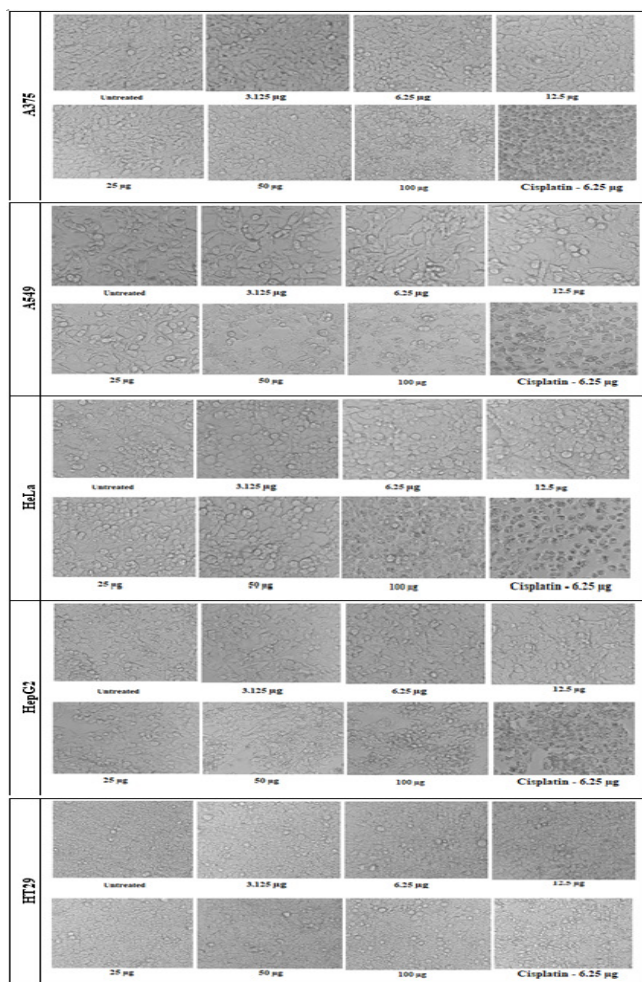 A375
Untreated 3.125 µg 6.25 µg 12.5 µg
25 µg 50 µg 100 µg Cisplatin - 6.25 µg
A549
Untreated 3.125 µg 6.25 µg 12.5 µg
25 µg 50 µg 100 µg Cisplatin - 6.25 µg
HeLa
Untreated 3.125 µg 6.25 µg 12.5 µg
25 µg 50 µg 100 µg Cisplatin - 6.25 µg
HepG2
Untreated 3.125 µg 6.25 µg 12.5 µg
25 µg 50 µg 100 µg Cisplatin - 6.25 µg
HT29
Untreated 3.125 µg 6.25 µg 12.5 µg
25 µg 50 µg 100 µg Cisplatin - 6.25 µg